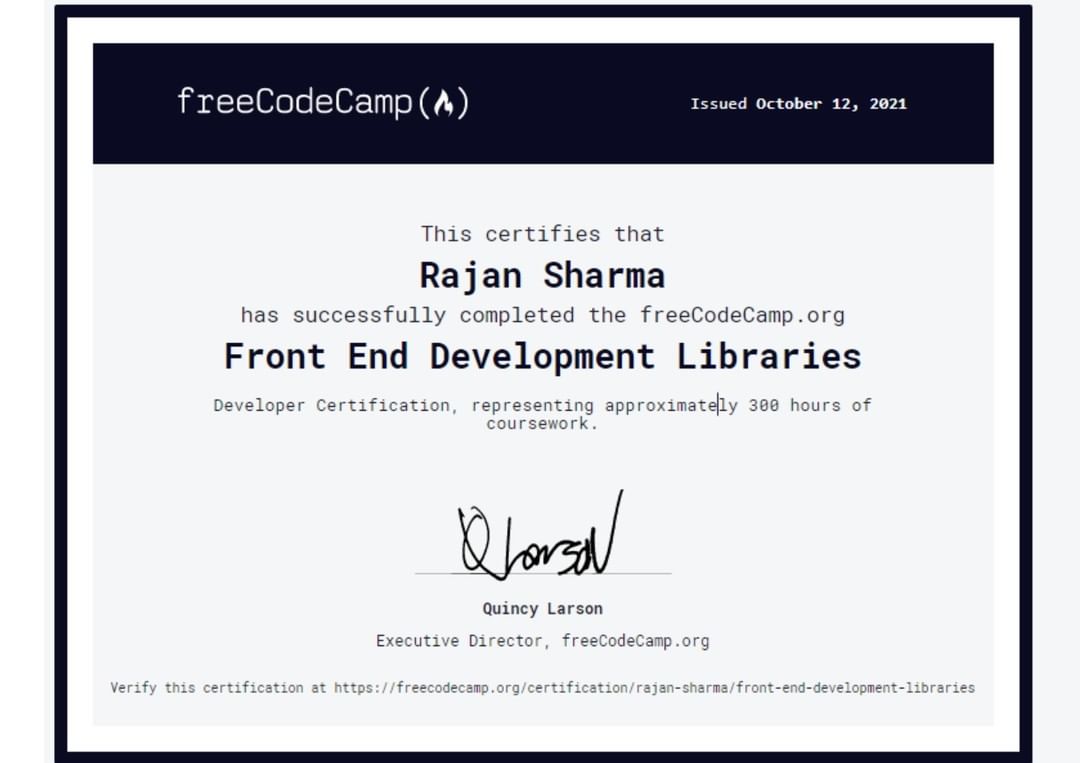 freeCodeCamp(🔥)
Issued October 12, 2021
This certifies that
Rajan Sharma
has successfully completed the freeCodeCamp.org
Front End Development Libraries
Developer Certification, representing approximately 300 hours of
coursework.
Q Larson
Quincy Larson
Executive Director, freeCodeCamp.org
Verify this certification at https://freecodecamp.org/certification/rajan-sharma/front-end-development-libraries